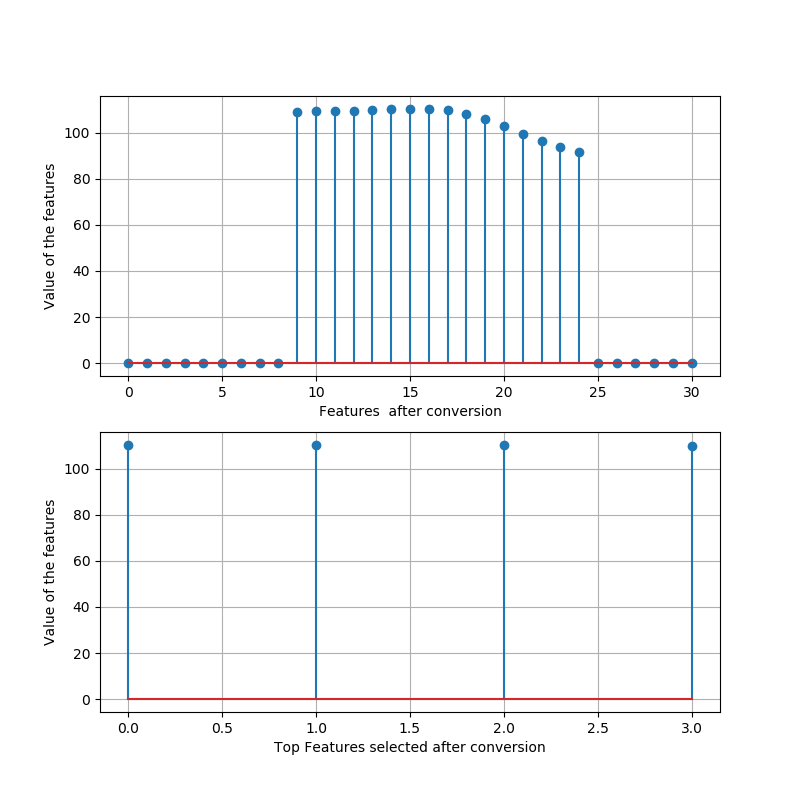 100
80
60
40
20
0
Value of the features
0 5 10 15 20 25 30
Features  after conversion
100
80
60
40
20
0
Value of the features
0.0 0.5 1.0 1.5 2.0 2.5 3.0
Top Features selected after conversion